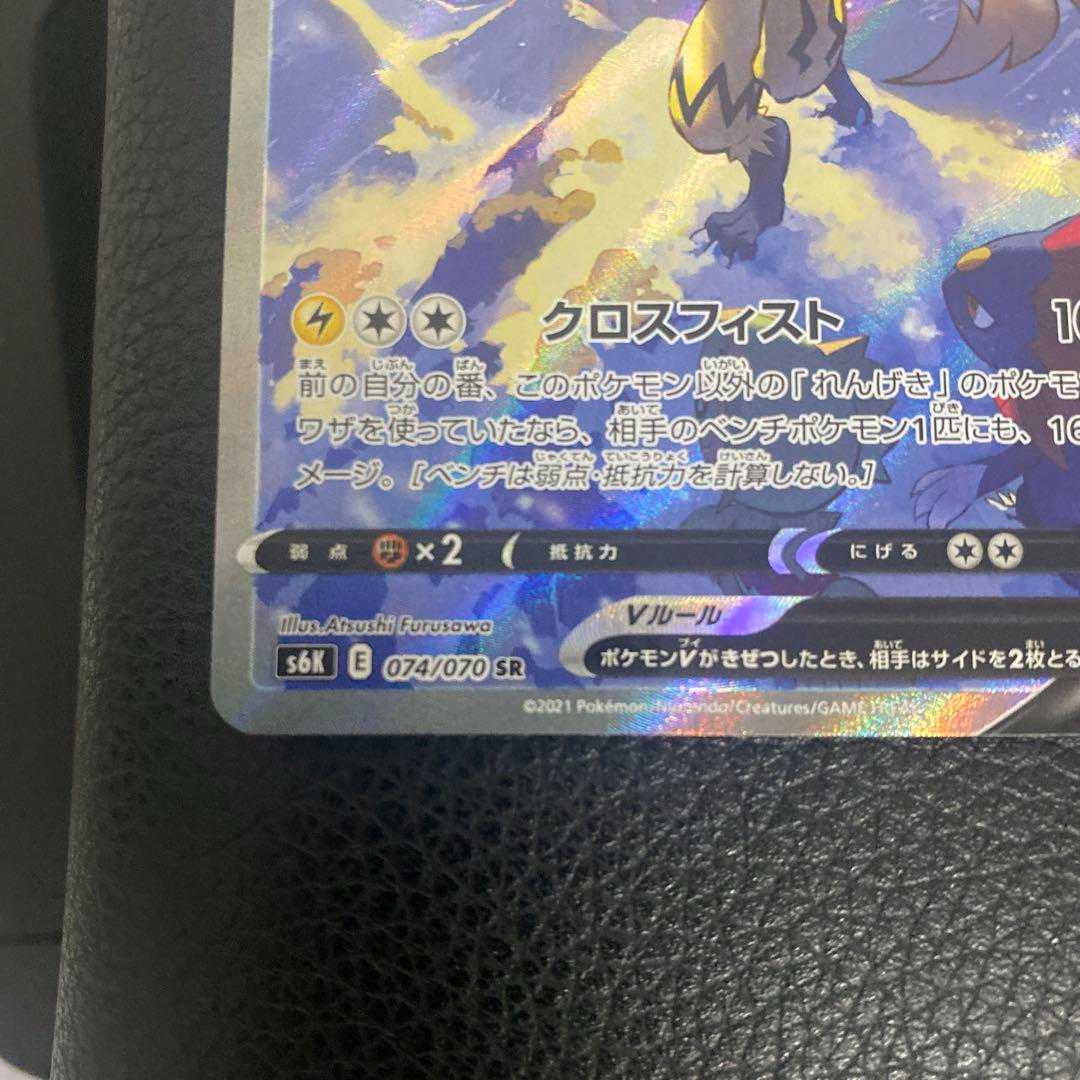 クロスフィスト 16
前の自分の番、このポケモン以外の「れんげき」のポケモ
ワザを使っていたなら、相手のベンチポケモン1匹にも、16
メージ。[ベンチは弱点・抵抗力を計算しない。]
弱点 ×2 抵抗力 にげる
Illus.Atsushi Furusawa
Vルール
s6K E 074/070 SR
ポケモンVがきぜつしたとき、相手はサイドを2枚とる
©2021 Pokémon/Nintendo/Creatures/GAME FREAK